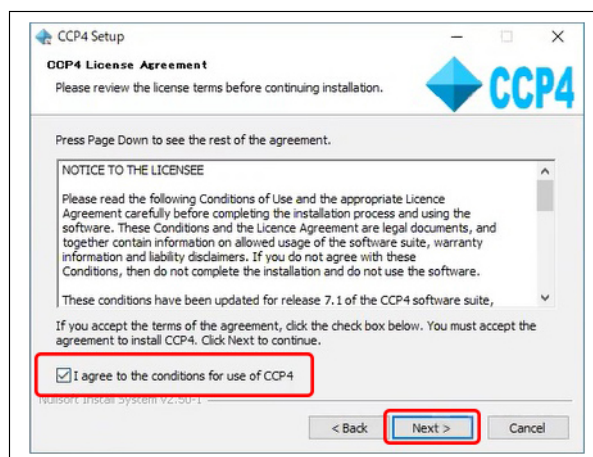 CCP4 Setup
CCP4 License Agreement
Please review the license terms before continuing installation.
CCP4
Press Page Down to see the rest of the agreement.
NOTICE TO THE LICENSEE
Please read the following Conditions of Use and the appropriate Licence
Agreement carefully before completing the installation process and using the
software. These Conditions and the Licence Agreement are legal documents, and
together contain information on allowed usage of the software suite, warranty
information and liability disclaimers. If you do not agree with these
Conditions, then do not complete the installation and do not use the software.
These conditions have been updated for release 7.1 of the CCP4 software suite,
If you accept the terms of the agreement, click the check box below. You must accept the
agreement to install CCP4. Click Next to continue.
I agree to the conditions for use of CCP4
Nullsoft Install System v2.50-1
< Back Next > Cancel